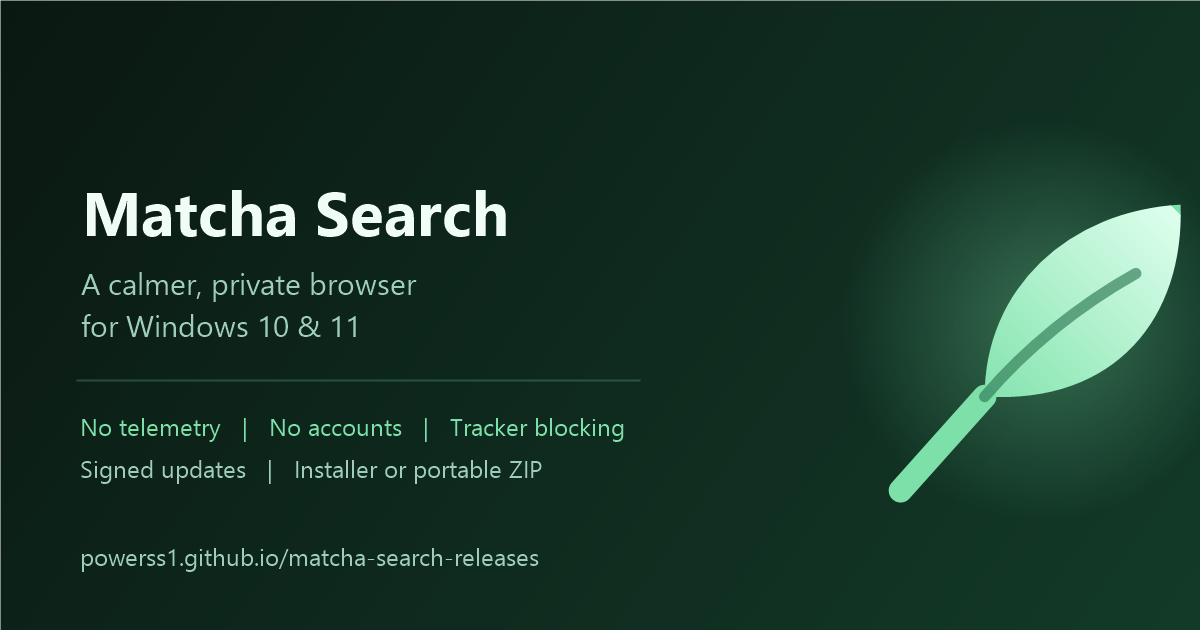 Matcha Search
A calmer, private browser
for Windows 10 & 11
No telemetry | No accounts | Tracker blocking
Signed updates | Installer or portable ZIP
powerss1.github.io/matcha-search-releases